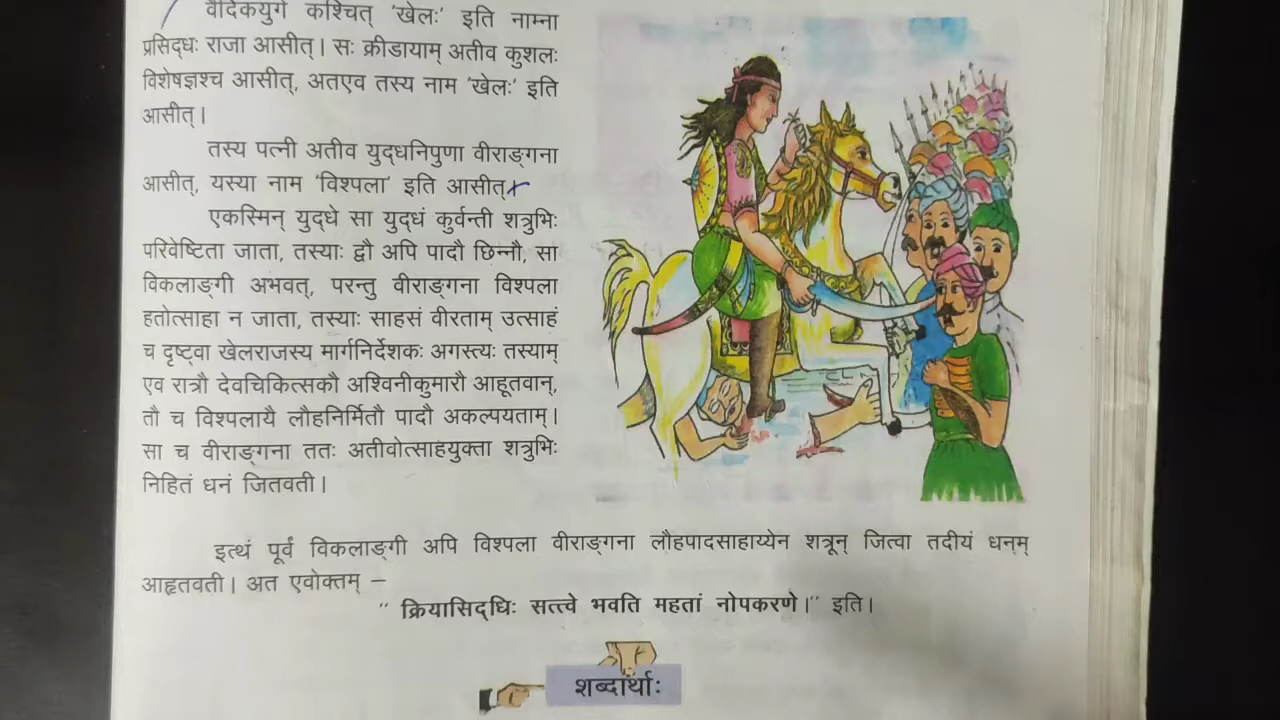 वैदिकयुगे कश्चित् 'खेलः' इति नाम्ना
प्रसिद्धः राजा आसीत्। सः क्रीडायाम् अतीव कुशलः
विशेषज्ञश्च आसीत्, अतएव तस्य नाम 'खेलः' इति
आसीत्।
तस्य पत्नी अतीव युद्धनिपुणा वीराङ्गना
आसीत्, यस्या नाम 'विश्पला' इति आसीत्
एकस्मिन् युद्धे सा युद्धं कुर्वन्ती शत्रुभिः
परिवेष्टिता जाता, तस्याः द्वौ अपि पादौ छिन्नौ, सा
विकलाङ्गी अभवत्, परन्तु वीराङ्गना विश्पला
हतोत्साहा न जाता, तस्याः साहसं वीरताम् उत्साहं
च दृष्ट्वा खेलराजस्य मार्गनिर्देशकः अगस्त्यः तस्याम्
एव रात्रौ देवचिकित्सकौ अश्विनीकुमारौ आहूतवान्,
तौ च विश्पलायै लौहनिर्मितौ पादौ अकल्पयताम्।
सा च वीराङ्गना ततः अतीवोत्साहयुक्ता शत्रुभिः
निहितं धनं जितवती।
इत्थं पूर्वं विकलाङ्गी अपि विश्पला वीराङ्गना लौहपादसाहाय्येन शत्रून् जित्वा तदीयं धनम्
आहृतवती। अत एवोक्तम् –
"क्रियासिद्धिः सत्त्वे भवति महतां नोपकरणे।" इति।
शब्दार्थाः